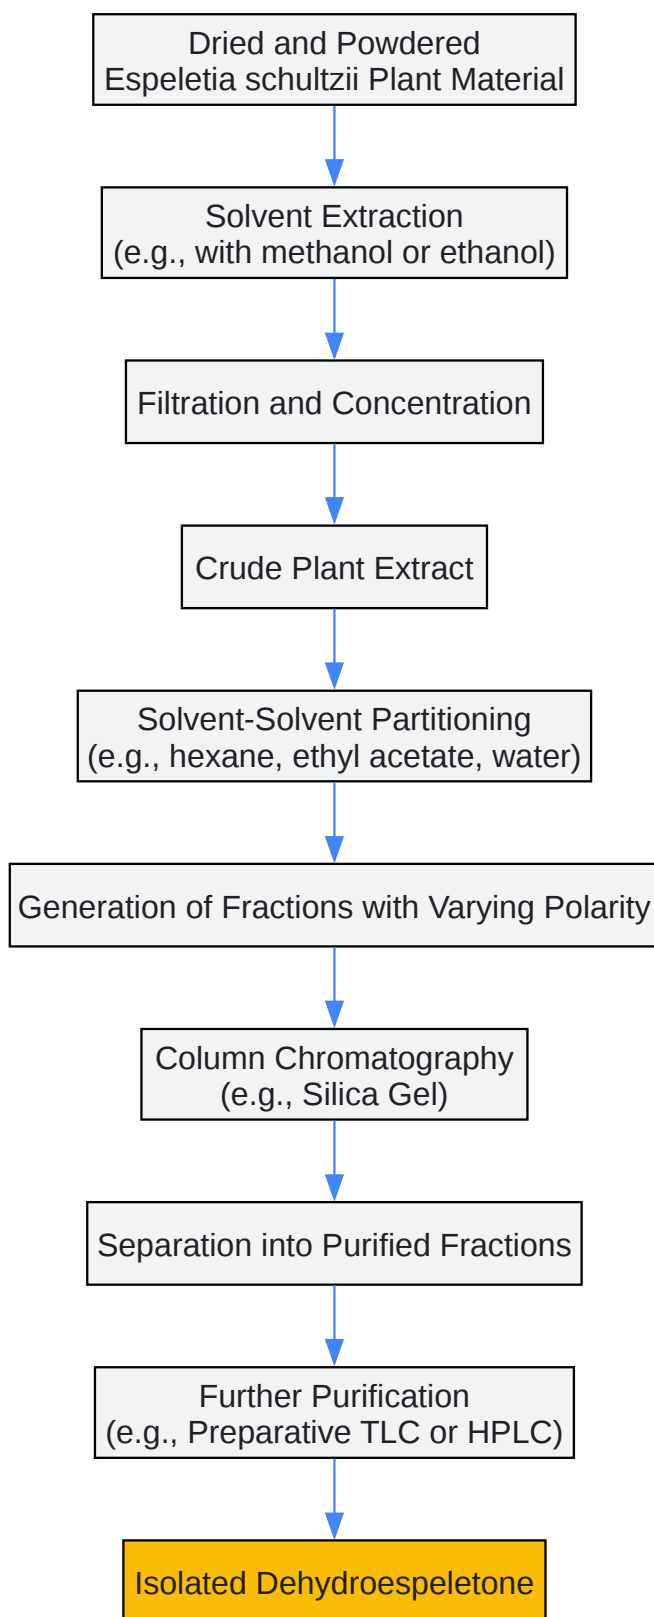 Dried and Powdered
Espeletia schultzii Plant Material
Solvent Extraction
(e.g., with methanol or ethanol)
Filtration and Concentration
Crude Plant Extract
Solvent-Solvent Partitioning
(e.g., hexane, ethyl acetate, water)
Generation of Fractions with Varying Polarity
Column Chromatography
(e.g., Silica Gel)
Separation into Purified Fractions
Further Purification
(e.g., Preparative TLC or HPLC)
Isolated Dehydroespeletone